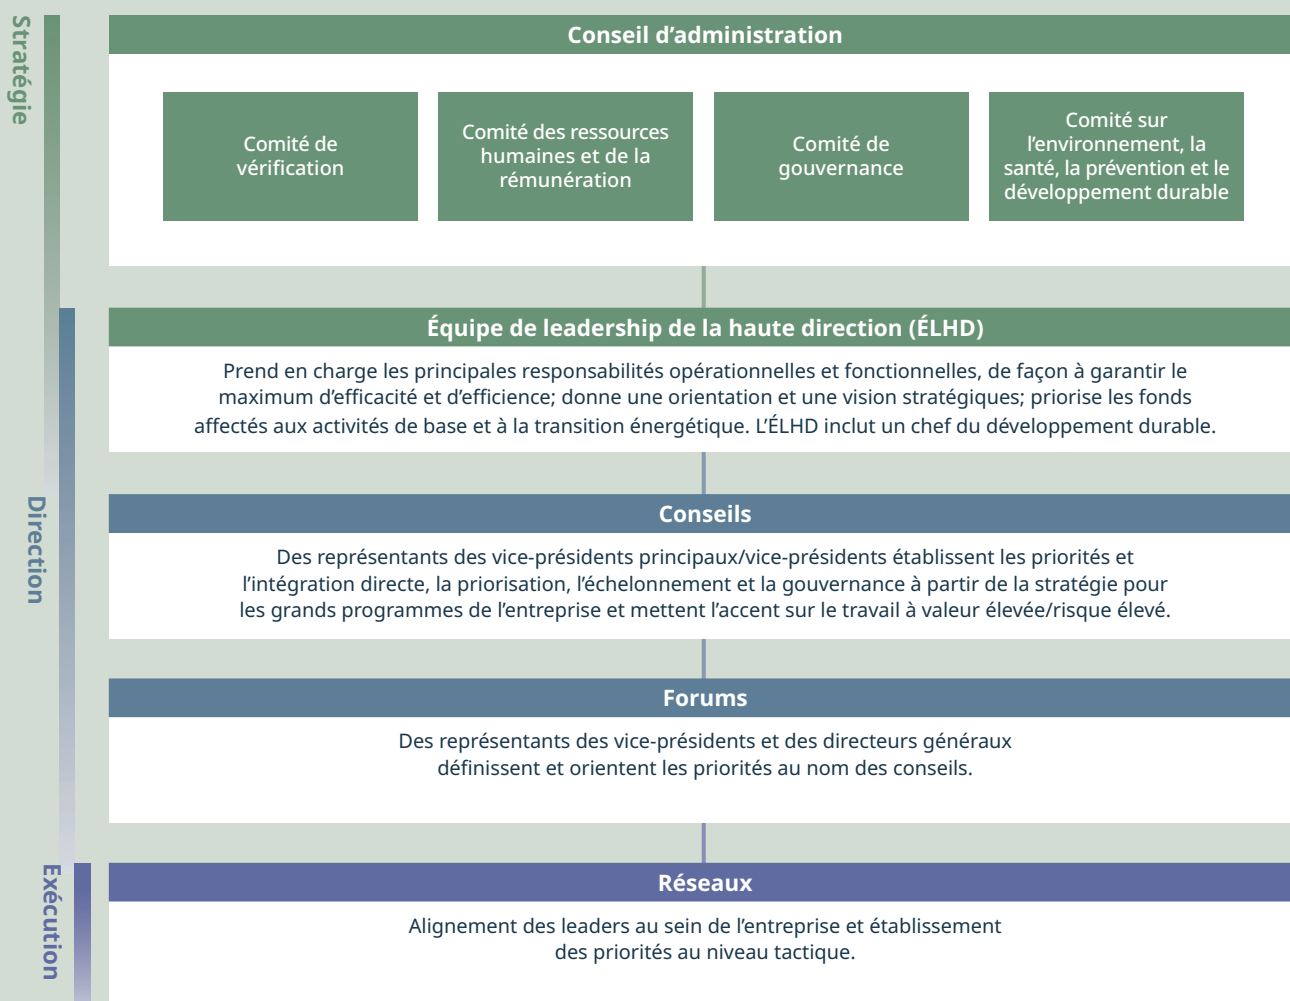 Stratégie
Conseil d’administration
Comité de
vérification
Comité des ressources
humaines et de la
rémunération
Comité de
gouvernance
Comité sur
l’environnement, la
santé, la prévention et le
développement durable
Équipe de leadership de la haute direction (ÉLHD)
Prend en charge les principales responsabilités opérationnelles et fonctionnelles, de façon à garantir le
maximum d’efficacité et d’efficience; donne une orientation et une vision stratégiques; priorise les fonds
affectés aux activités de base et à la transition énergétique. L’ÉLHD inclut un chef du développement durable.
Direction
Conseils
Des représentants des vice-présidents principaux/vice-présidents établissent les priorités et
l’intégration directe, la priorisation, l’échelonnement et la gouvernance à partir de la stratégie pour
les grands programmes de l’entreprise et mettent l’accent sur le travail à valeur élevée/risque élevé.
Forums
Des représentants des vice-présidents et des directeurs généraux
définissent et orientent les priorités au nom des conseils.
Exécution
Réseaux
Alignement des leaders au sein de l’entreprise et établissement
des priorités au niveau tactique.